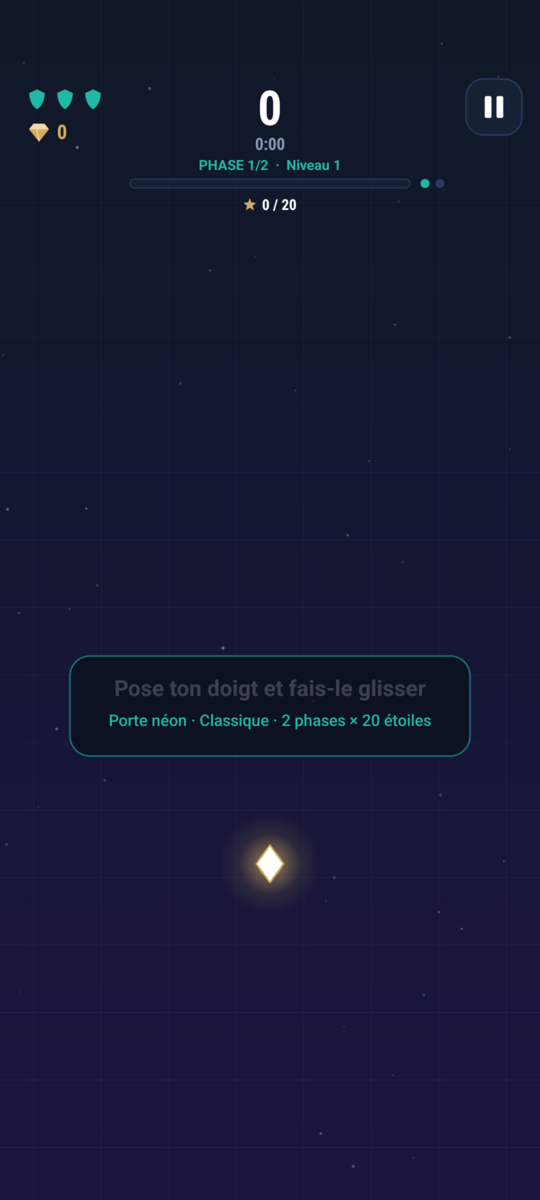 0
0
0:00
PHASE 1/2 · Niveau 1
0 / 20
Pose ton doigt et fais-le glisser
Porte néon · Classique · 2 phases × 20 étoiles